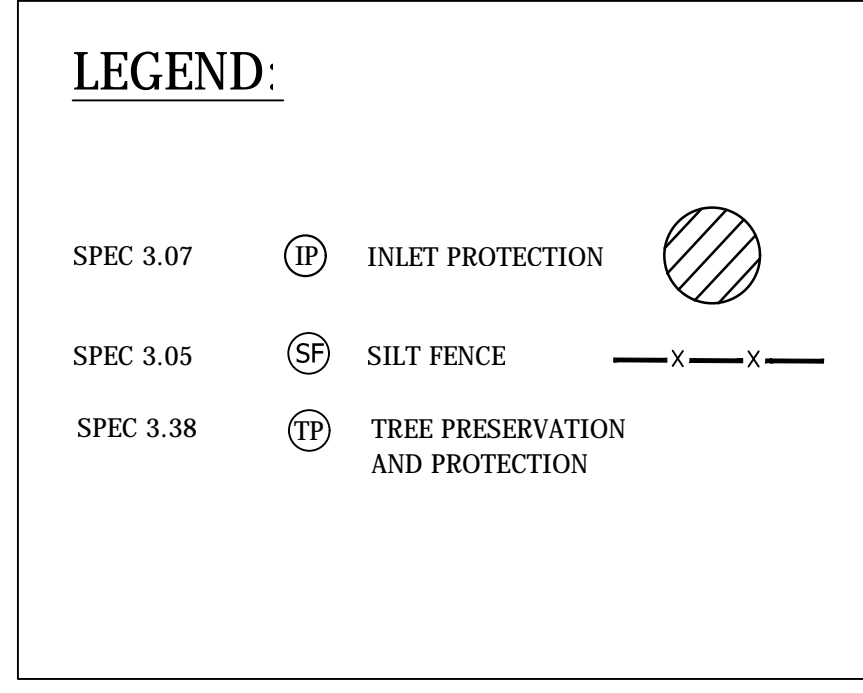 LEGEND:
SPEC 3.07 IP INLET PROTECTION
SPEC 3.05 SF SILT FENCE X X
SPEC 3.38 TP TREE PRESERVATION
AND PROTECTION